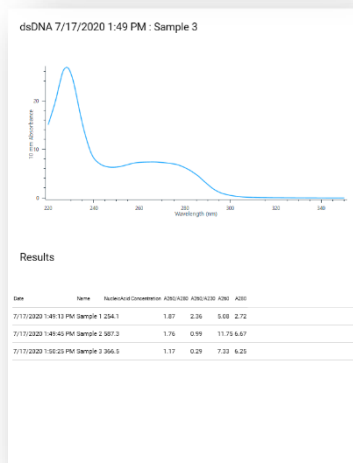 dsDNA 7/17/2020 1:49 PM : Sample 3
20
10
0
10 mm Absorbance
220 240 260 280 300 320 340
Wavelength (nm)
Results
Date Name Nucleic Acid Concentration A260/A280 A260/A230 A260 A280
7/17/2020 1:49:13 PM Sample 1 254.1 1.87 2.36 5.08 2.72
7/17/2020 1:49:45 PM Sample 2 587.3 1.76 0.99 11.75 6.67
7/17/2020 1:50:25 PM Sample 3 366.5 1.17 0.29 7.33 6.25